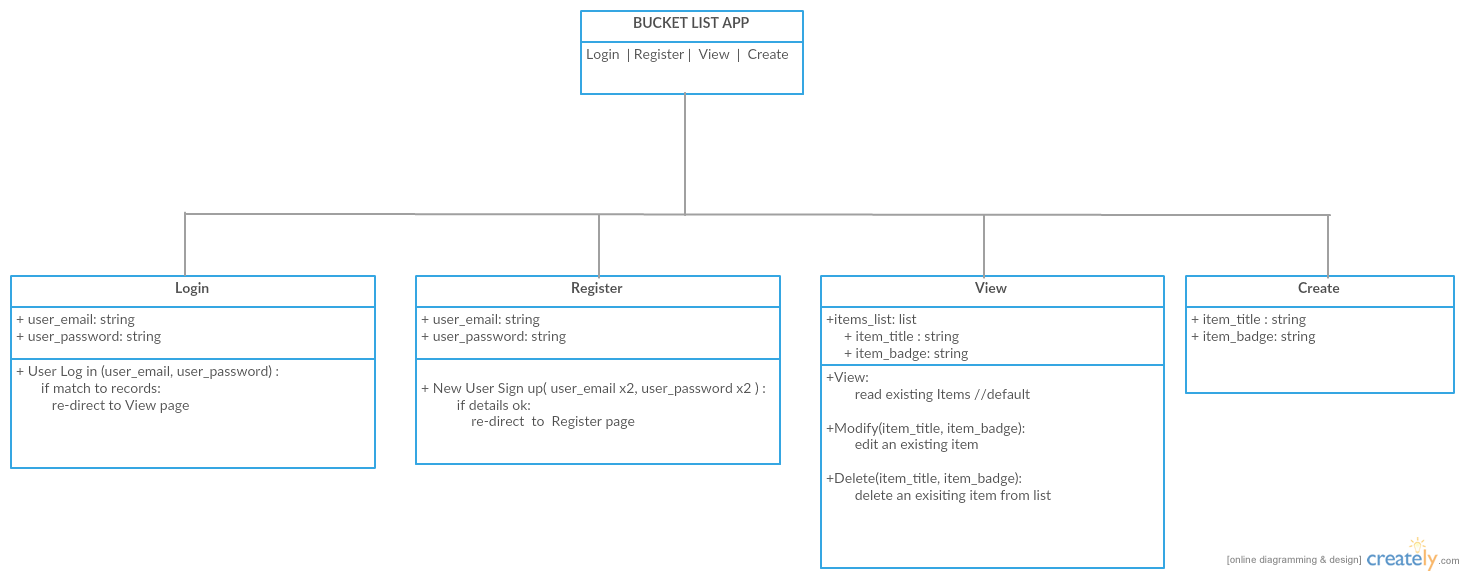 BUCKET LIST APP
Login | Register | View | Create
Login
+ user_email: string
+ user_password: string
+ User Log in (user_email, user_password) :
if match to records:
re-direct to View page
Register
+ user_email: string
+ user_password: string
+ New User Sign up( user_email x2, user_password x2 ) :
if details ok:
re-direct to Register page
View
+items_list: list
+ item_title : string
+ item_badge: string
+View:
read existing Items //default
+Modify(item_title, item_badge):
edit an existing item
+Delete(item_title, item_badge):
delete an exisiting item from list
Create
+ item_title : string
+ item_badge: string
[online diagramming & design] creately.com